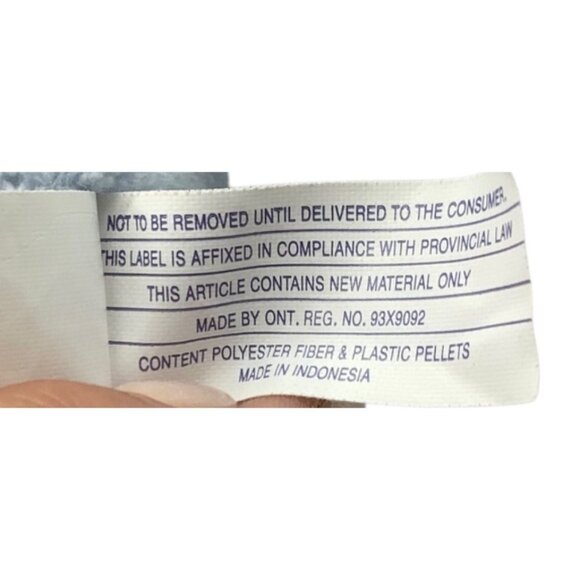 NOT TO BE REMOVED UNTIL DELIVERED TO THE CONSUMER.
THIS LABEL IS AFFIXED IN COMPLIANCE WITH PROVINCIAL LAW
THIS ARTICLE CONTAINS NEW MATERIAL ONLY
MADE BY ONT. REG. NO. 93X9092
CONTENT POLYESTER FIBER & PLASTIC PELLETS
MADE IN INDONESIA